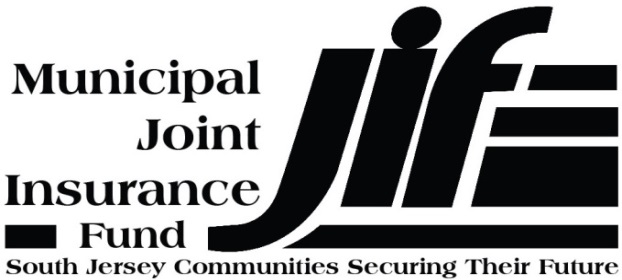 Municipal
Joint
Insurance
Fund
jif
South Jersey Communities Securing Their Future